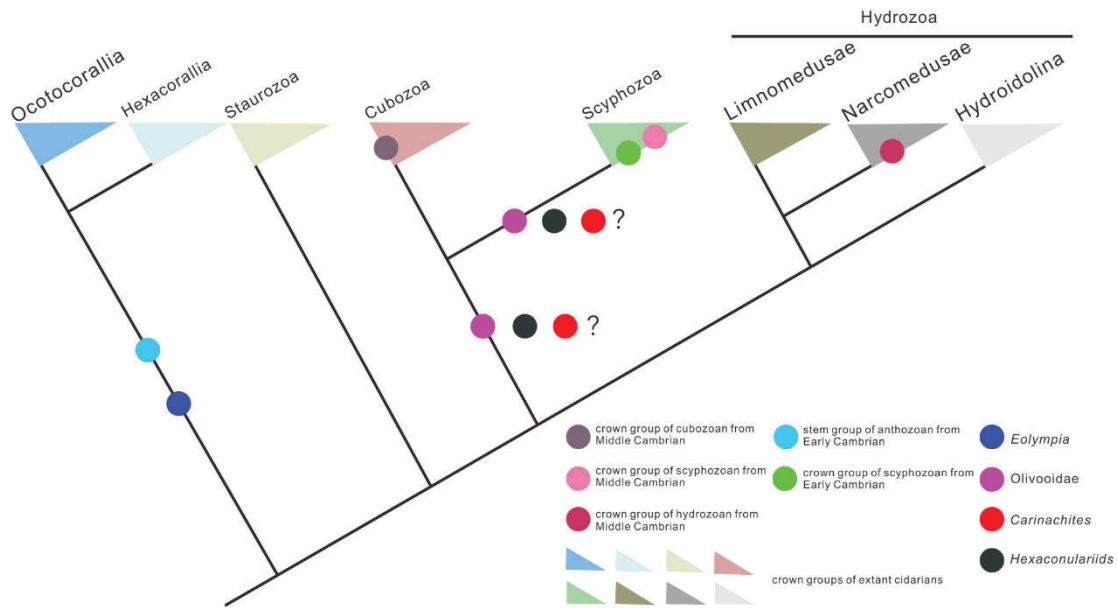 Hydrozoa
Ocotocorallia
Hexacorallia
Staurozoa
Cubozoa
Scyphozoa
Limnomedusae
Narcomedusae
Hydroidolina
?
?
crown group of cubozoan from
Middle Cambrian
stem group of anthozoan from
Early Cambrian
Eolympia
crown group of scyphozoan from
Middle Cambrian
crown group of scyphozoan from
Early Cambrian
Olivooidae
crown group of hydrozoan from
Middle Cambrian
Carinachites
Hexaconulariids
crown groups of extant cidarians